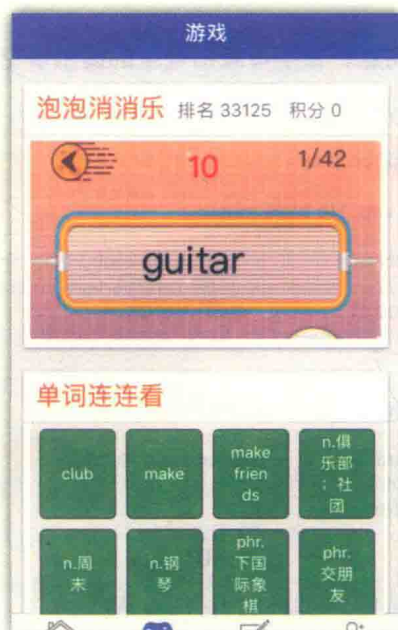 游戏
泡泡消消乐 排名 33125 积分 0
10
1/42
guitar
单词连连看
club
make
make
frien
ds
n.俱
乐部
；社
团
n.周
末
n.钢
琴
phr.
下国
际象
棋
phr.
交朋
友